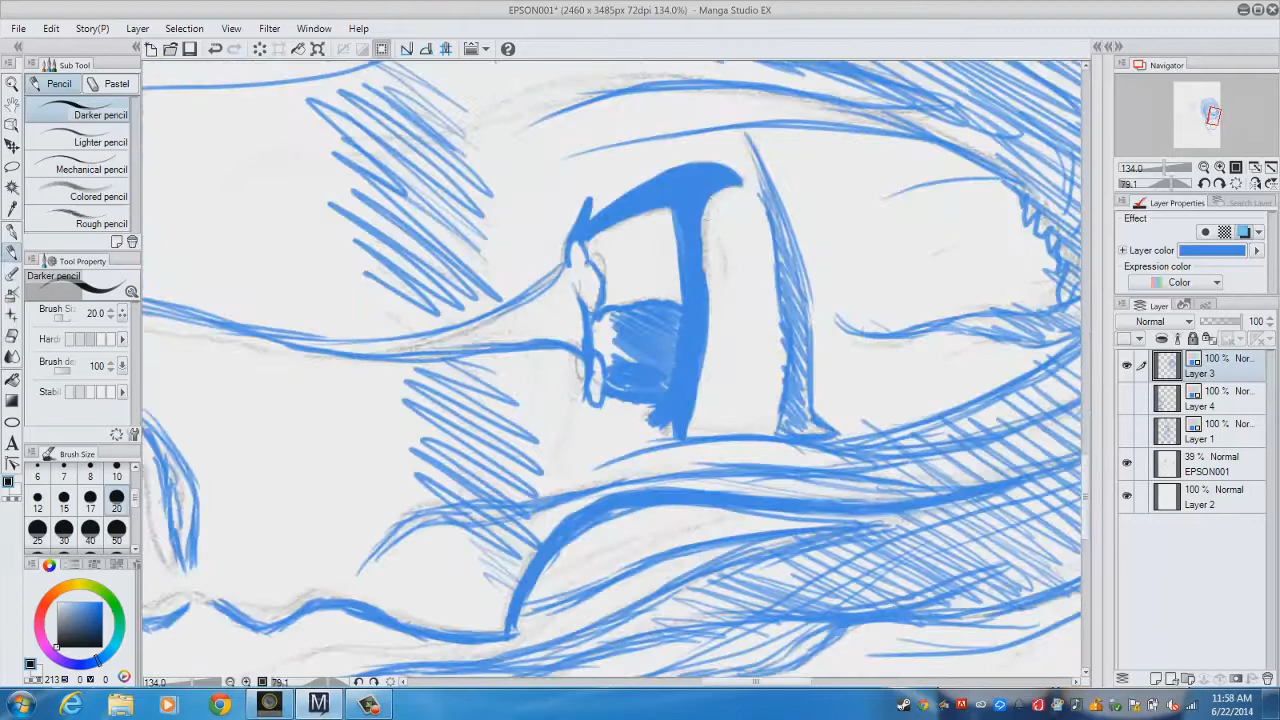 EPSON001* (2460 x 3485px 72dpi 134.0%) - Manga Studio EX
File Edit Story(P) Layer Selection View Filter Window Help
Sub Tool
Pencil Pastel
Darker pencil
Lighter pencil
Mechanical pencil
Colored pencil
Rough pencil
Tool Property
Darker pencil
Brush Si 20.0
Hard
Brush de 100
Stabi
Brush Size
6 7 8 10
12 15 17 20
25 30 40 50
213 0 0
134.0 79.1
Navigator
134.0
79.1
Layer Properties Search Layer
Effect
Layer color
Expression color
Color
Layer
Normal 100
100 % Nor...
Layer 3
100 % Nor...
Layer 4
100 % Nor...
Layer 1
39 % Normal
EPSON001
100 % Normal
Layer 2
11:58 AM
6/22/2014